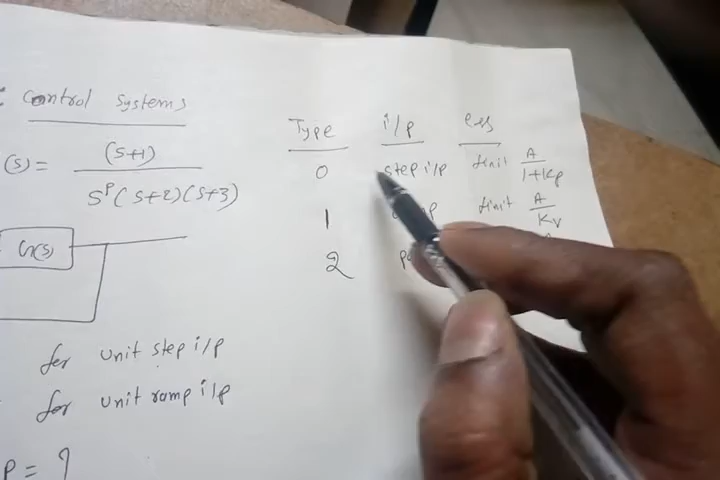 : Control Systems
(s) = (s+1)
S^P (s+2)(s+3)
G(s)
for unit step i/p
for unit ramp i/p
P = ?
Type i/p ess
0 step i/p finit A/1+Kp
1 finit A/Kv
2